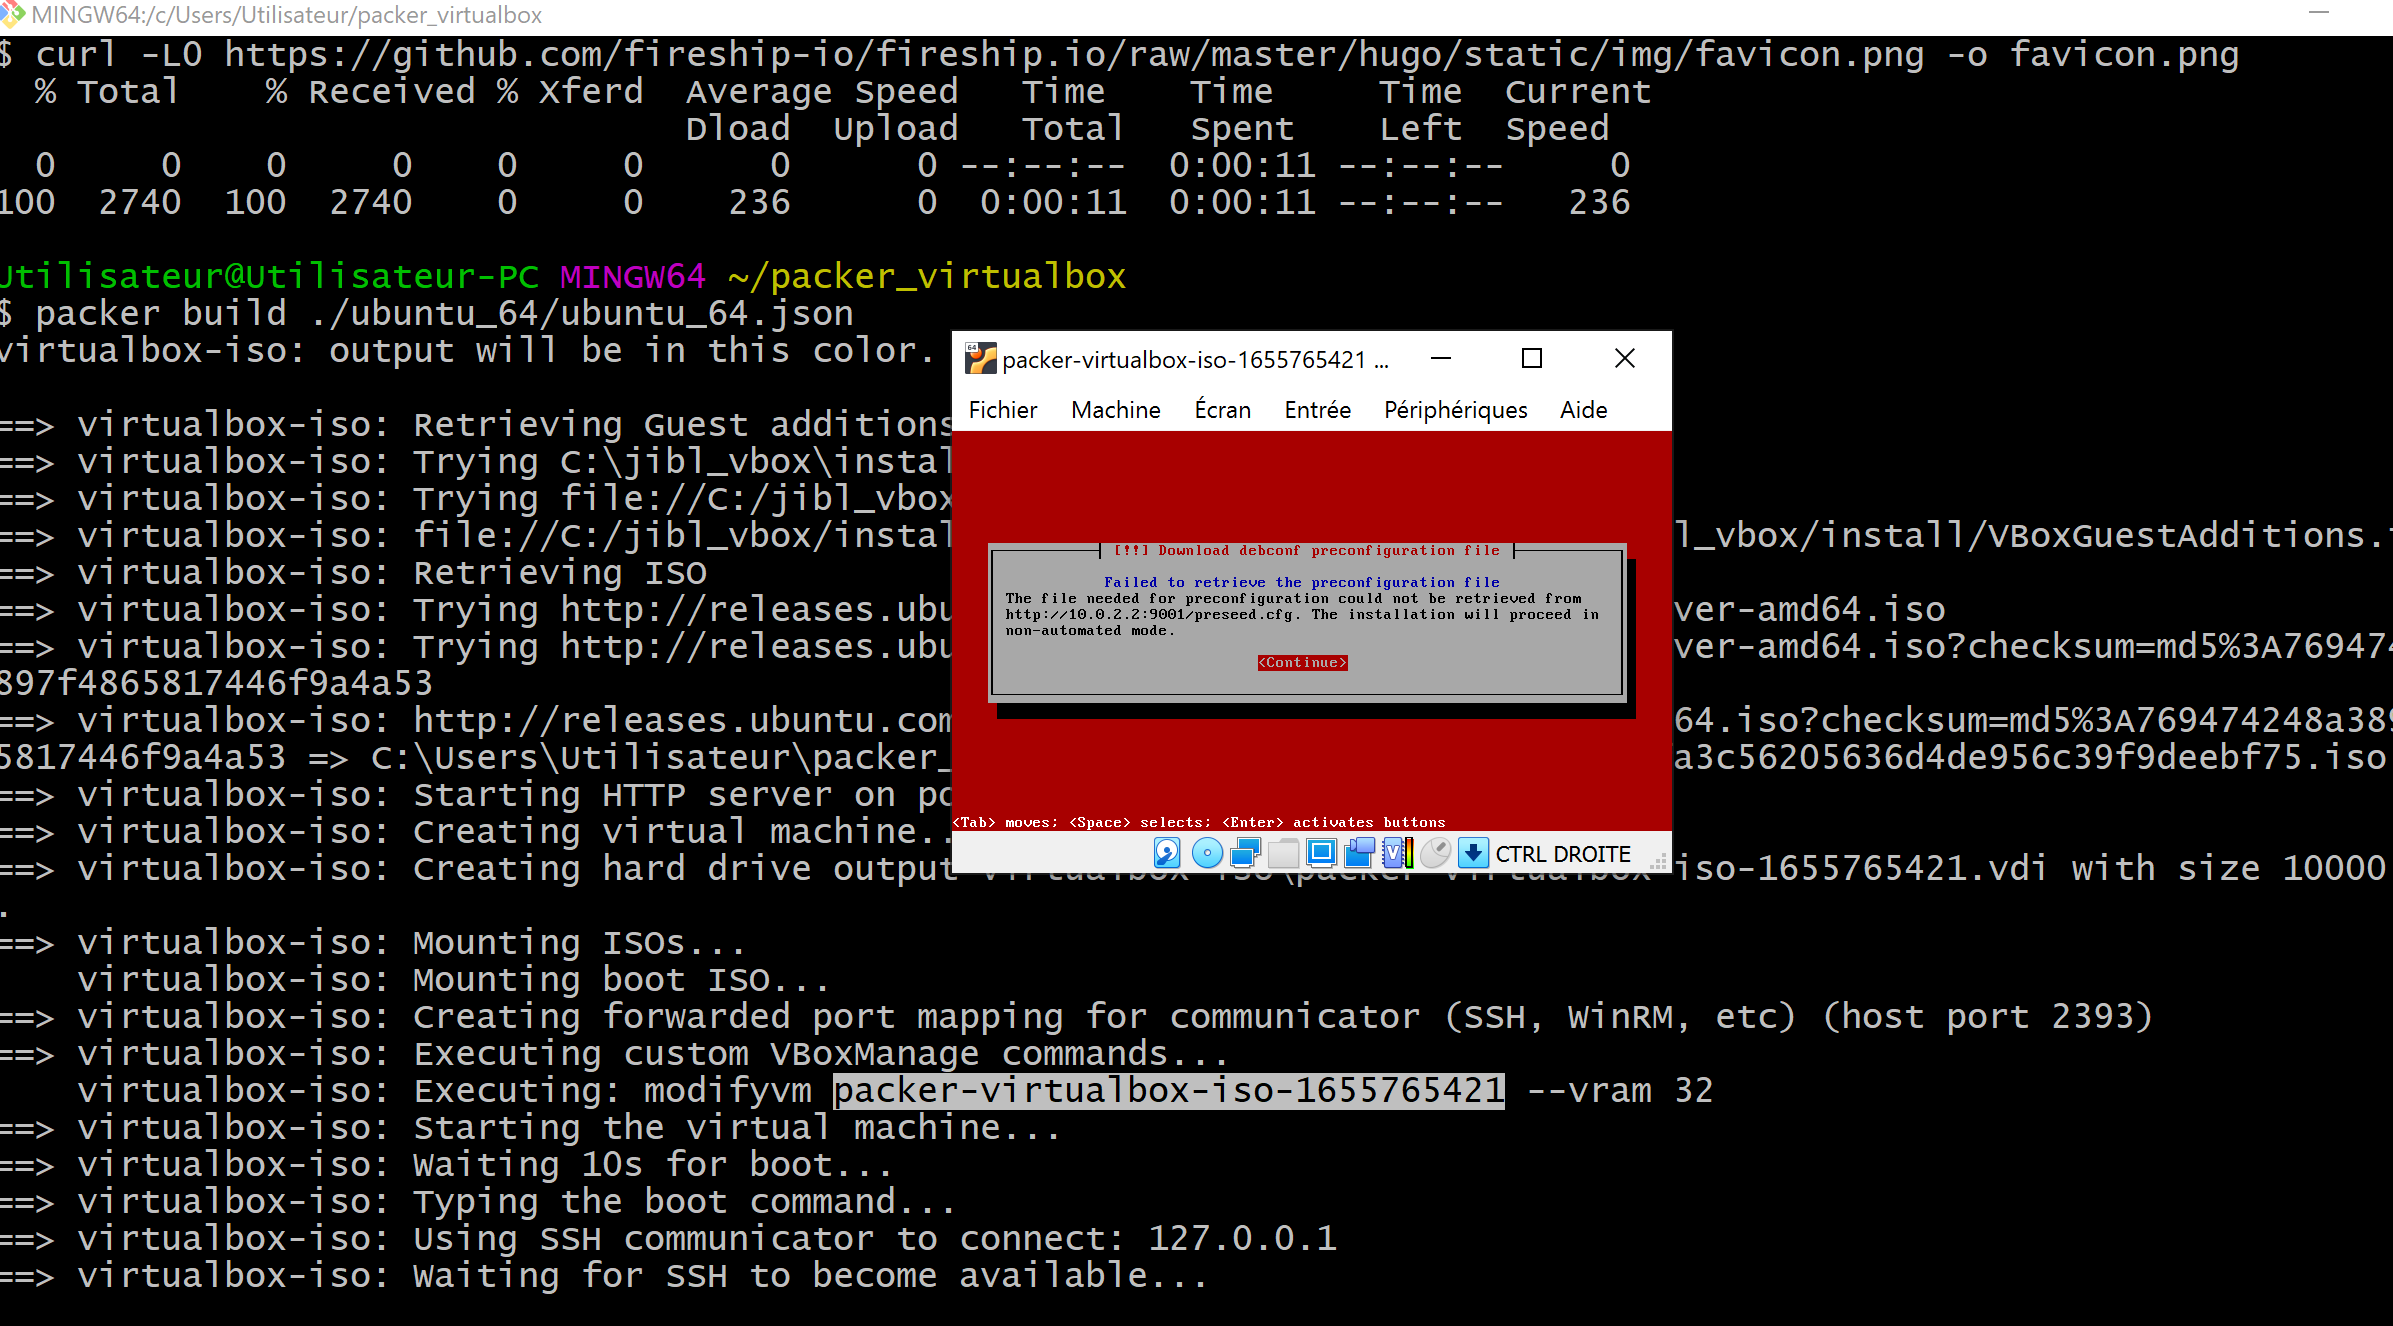 MINGW64:/c/Users/Utilisateur/packer_virtualbox
$ curl -LO https://github.com/fireship-io/fireship.io/raw/master/hugo/static/img/favicon.png -o favicon.png
% Total % Received % Xferd Average Speed Time Time Time Current
Dload Upload Total Spent Left Speed
0 0 0 0 0 0 0 0 --:--:-- 0:00:11 --:--:-- 0
100 2740 100 2740 0 0 236 0 0:00:11 0:00:11 --:--:-- 236
Utilisateur@Utilisateur-PC MINGW64 ~/packer_virtualbox
$ packer build ./ubuntu_64/ubuntu_64.json
virtualbox-iso: output will be in this color.
==> virtualbox-iso: Retrieving Guest additions
==> virtualbox-iso: Trying C:\jibl_vbox\instal
==> virtualbox-iso: Trying file://C:/jibl_vbox
==> virtualbox-iso: file://C:/jibl_vbox/instal l_vbox/install/VBoxGuestAdditions.
==> virtualbox-iso: Retrieving ISO
==> virtualbox-iso: Trying http://releases.ubu ver-amd64.iso
==> virtualbox-iso: Trying http://releases.ubu ver-amd64.iso?checksum=md5%3A769474
897f4865817446f9a4a53
==> virtualbox-iso: http://releases.ubuntu.com 64.iso?checksum=md5%3A769474248a389
5817446f9a4a53 => C:\Users\Utilisateur\packer_ a3c56205636d4de956c39f9deebf75.iso
==> virtualbox-iso: Starting HTTP server on po
==> virtualbox-iso: Creating virtual machine..
==> virtualbox-iso: Creating hard drive output-virtualbox-iso\packer-virtualbox-iso-1655765421.vdi with size 10000
.
==> virtualbox-iso: Mounting ISOs...
virtualbox-iso: Mounting boot ISO...
==> virtualbox-iso: Creating forwarded port mapping for communicator (SSH, WinRM, etc) (host port 2393)
==> virtualbox-iso: Executing custom VBoxManage commands...
virtualbox-iso: Executing: modifyvm packer-virtualbox-iso-1655765421 --vram 32
==> virtualbox-iso: Starting the virtual machine...
==> virtualbox-iso: Waiting 10s for boot...
==> virtualbox-iso: Typing the boot command...
==> virtualbox-iso: Using SSH communicator to connect: 127.0.0.1
==> virtualbox-iso: Waiting for SSH to become available...
packer-virtualbox-iso-1655765421 ...
Fichier Machine Écran Entrée Périphériques Aide
[!!] Download debconf preconfiguration file
Failed to retrieve the preconfiguration file
The file needed for preconfiguration could not be retrieved from
http://10.0.2.2:9001/preseed.cfg. The installation will proceed in
non-automated mode.
<Continue>
<Tab> moves; <Space> selects; <Enter> activates buttons
CTRL DROITE